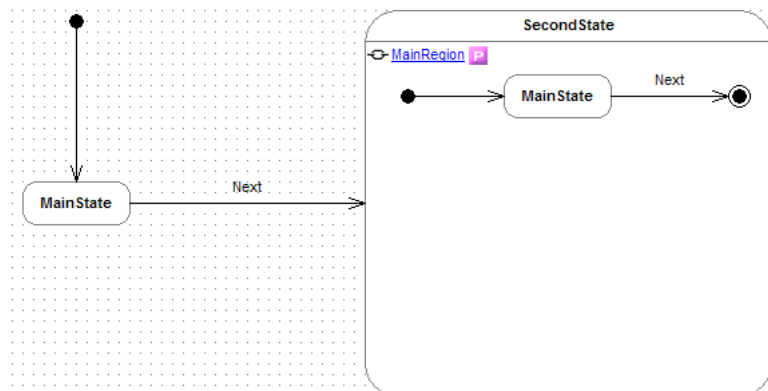 SecondState
MainRegion P
MainState
Next
MainState
Next